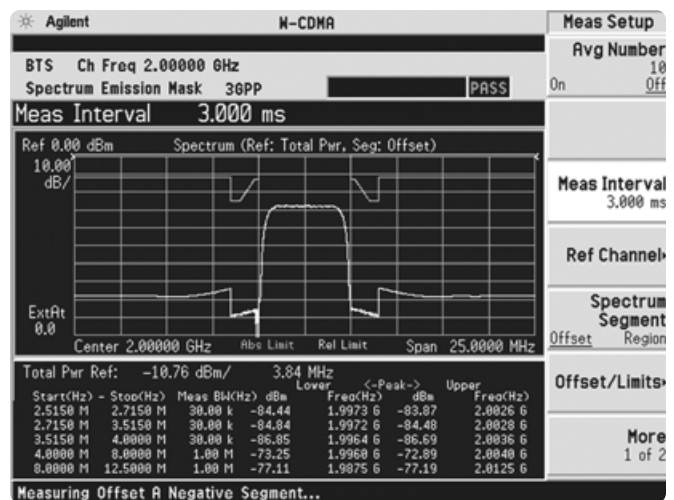 Agilent W-CDMA Meas Setup
BTS Ch Freq 2.00000 GHz
Spectrum Emission Mask 3GPP PASS
Meas Interval 3.000 ms
Ref 0.00 dBm Spectrum (Ref: Total Pwr, Seg: Offset)
10.00
dB/
ExtAt
0.0
Center 2.00000 GHz Abs Limit Rel Limit Span 25.0000 MHz
Total Pwr Ref: -10.76 dBm/ 3.84 MHz
Lower <-Peak-> Upper
Start(Hz) - Stop(Hz) Meas BW(Hz) dBm Freq(Hz) dBm Freq(Hz)
2.5150 M 2.7150 M 30.00 k -84.44 1.9973 G -83.87 2.0026 G
2.7150 M 3.5150 M 30.00 k -84.84 1.9972 G -84.48 2.0028 G
3.5150 M 4.0000 M 30.00 k -86.85 1.9964 G -86.69 2.0036 G
4.0000 M 8.0000 M 1.00 M -73.25 1.9960 G -72.89 2.0040 G
8.0000 M 12.5000 M 1.00 M -77.11 1.9875 G -77.19 2.0125 G
Measuring Offset A Negative Segment...
Avg Number
10
On Off
Meas Interval
3.000 ms
Ref Channel
Spectrum
Segment
Offset Region
Offset/Limits
More
1 of 2